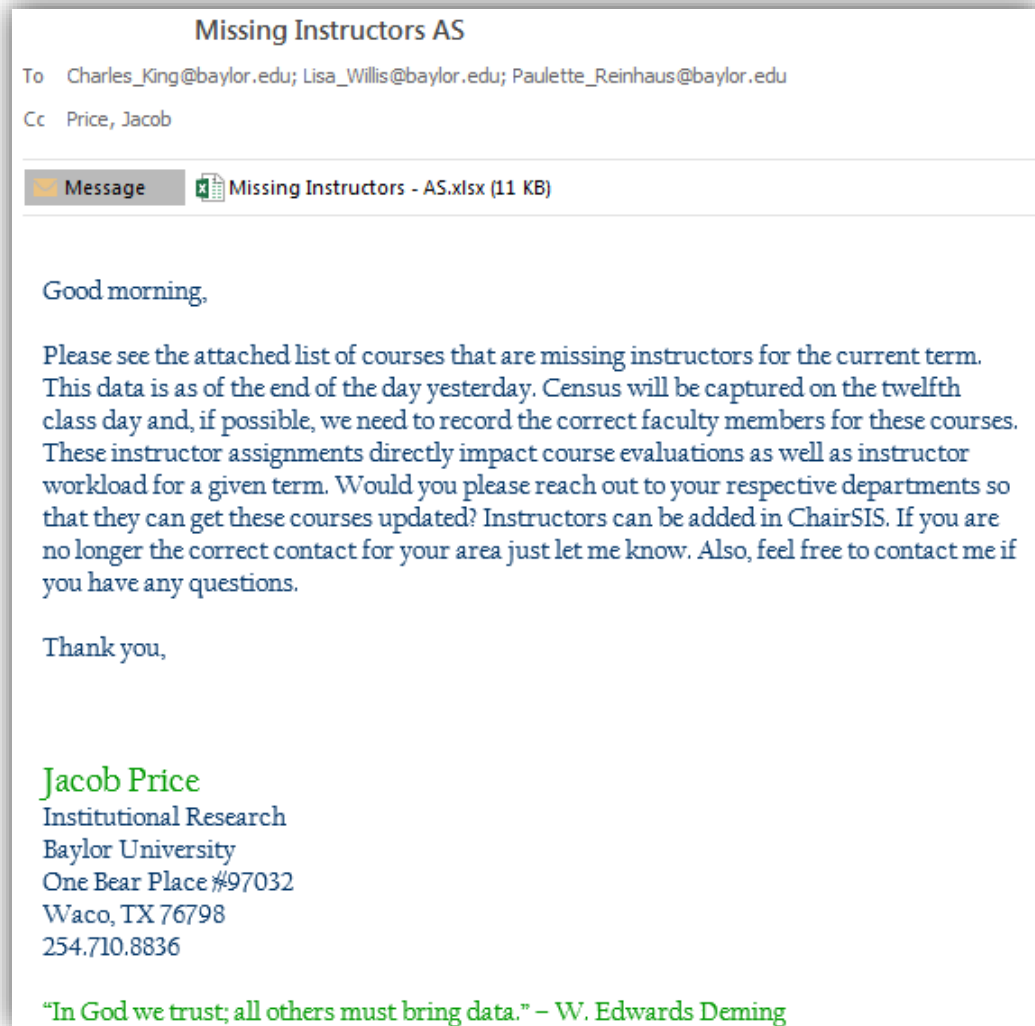 Missing Instructors AS
To Charles_King@baylor.edu; Lisa_Willis@baylor.edu; Paulette_Reinhaus@baylor.edu
Cc Price, Jacob
Message Missing Instructors - AS.xlsx (11 KB)
Good morning,
Please see the attached list of courses that are missing instructors for the current term.
This data is as of the end of the day yesterday. Census will be captured on the twelfth
class day and, if possible, we need to record the correct faculty members for these courses.
These instructor assignments directly impact course evaluations as well as instructor
workload for a given term. Would you please reach out to your respective departments so
that they can get these courses updated? Instructors can be added in ChairSIS. If you are
no longer the correct contact for your area just let me know. Also, feel free to contact me if
you have any questions.
Thank you,
Jacob Price
Institutional Research
Baylor University
One Bear Place #97032
Waco, TX 76798
254.710.8836
“In God we trust; all others must bring data.” – W. Edwards Deming